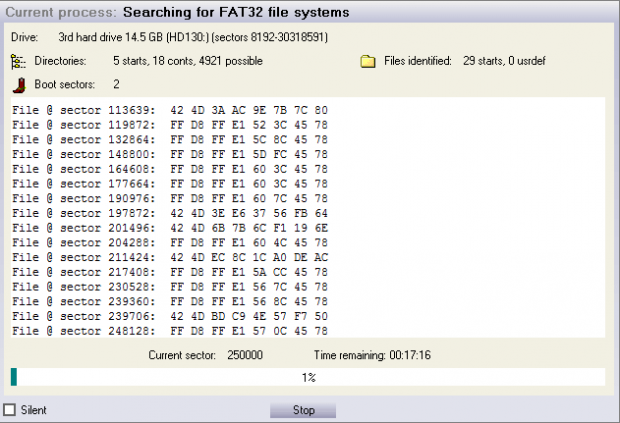 Current process: Searching for FAT32 file systems
Drive: 3rd hard drive 14.5 GB (HD130:) (sectors 8192-30318591)
Directories: 5 starts, 18 conts, 4921 possible Files identified: 29 starts, 0 usrdef
Boot sectors: 2
File @ sector 113639: 42 4D 3A AC 9E 7B 7C 80
File @ sector 119872: FF D8 FF E1 52 3C 45 78
File @ sector 132864: FF D8 FF E1 5C 8C 45 78
File @ sector 148800: FF D8 FF E1 5D FC 45 78
File @ sector 164608: FF D8 FF E1 60 3C 45 78
File @ sector 177664: FF D8 FF E1 60 3C 45 78
File @ sector 190976: FF D8 FF E1 60 7C 45 78
File @ sector 197872: 42 4D 3E E6 37 56 FB 64
File @ sector 201496: 42 4D 6B 7B 6C F1 19 6E
File @ sector 204288: FF D8 FF E1 60 4C 45 78
File @ sector 211424: 42 4D EC 8C 1C A0 DE AC
File @ sector 217408: FF D8 FF E1 5A CC 45 78
File @ sector 230528: FF D8 FF E1 56 7C 45 78
File @ sector 239360: FF D8 FF E1 56 8C 45 78
File @ sector 239706: 42 4D BD C9 4E 57 F7 50
File @ sector 248128: FF D8 FF E1 57 0C 45 78
Current sector: 250000 Time remaining: 00:17:16
1%
Silent Stop